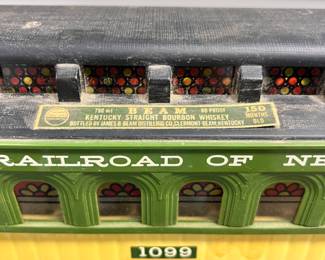 750 ml BEAM 80 PROOF
KENTUCKY STRAIGHT BOURBON WHISKEY
BOTTLED BY JAMES B. BEAM DISTILLING CO., CLERMONT-BEAM, KENTUCKY
150
MONTHS
OLD
RAILROAD OF NE
1099